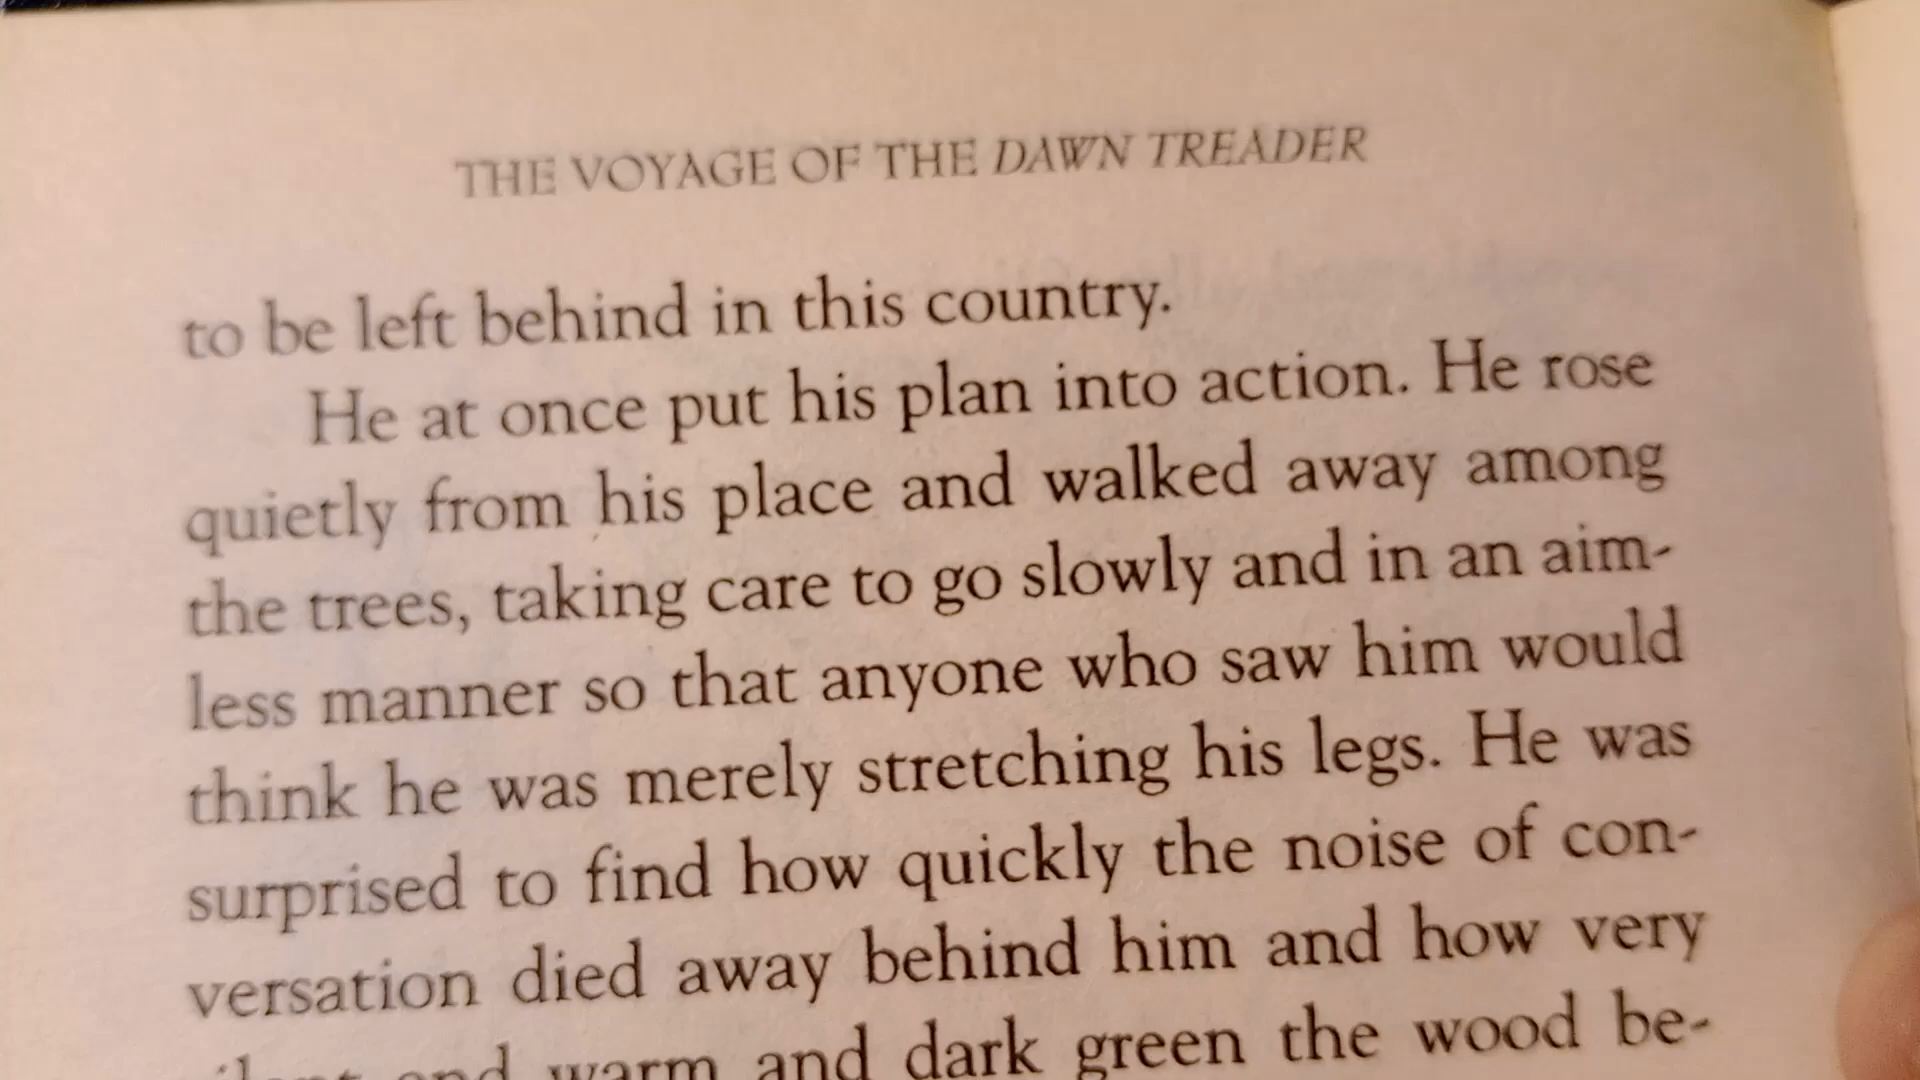 THE VOYAGE OF THE DAWN TREADER
to be left behind in this country.
He at once put his plan into action. He rose
quietly from his place and walked away among
the trees, taking care to go slowly and in an aim-
less manner so that anyone who saw him would
think he was merely stretching his legs. He was
surprised to find how quickly the noise of con-
versation died away behind him and how very
and warm and dark green the wood be-